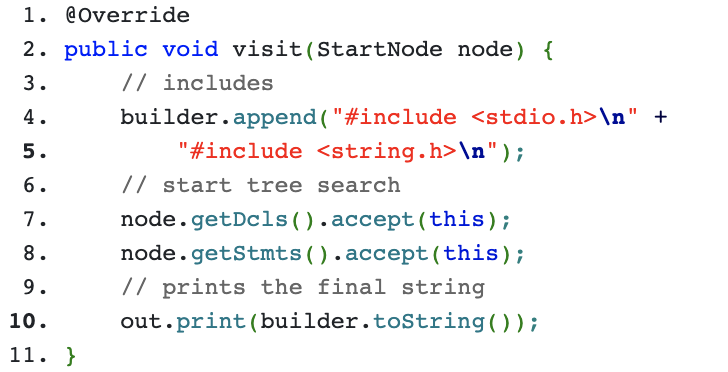 1. @Override
2. public void visit(StartNode node) {
3.     // includes
4.     builder.append("#include <stdio.h>\n" +
5.         "#include <string.h>\n");
6.     // start tree search
7.     node.getDcls().accept(this);
8.     node.getStmts().accept(this);
9.     // prints the final string
10.     out.print(builder.toString());
11. }